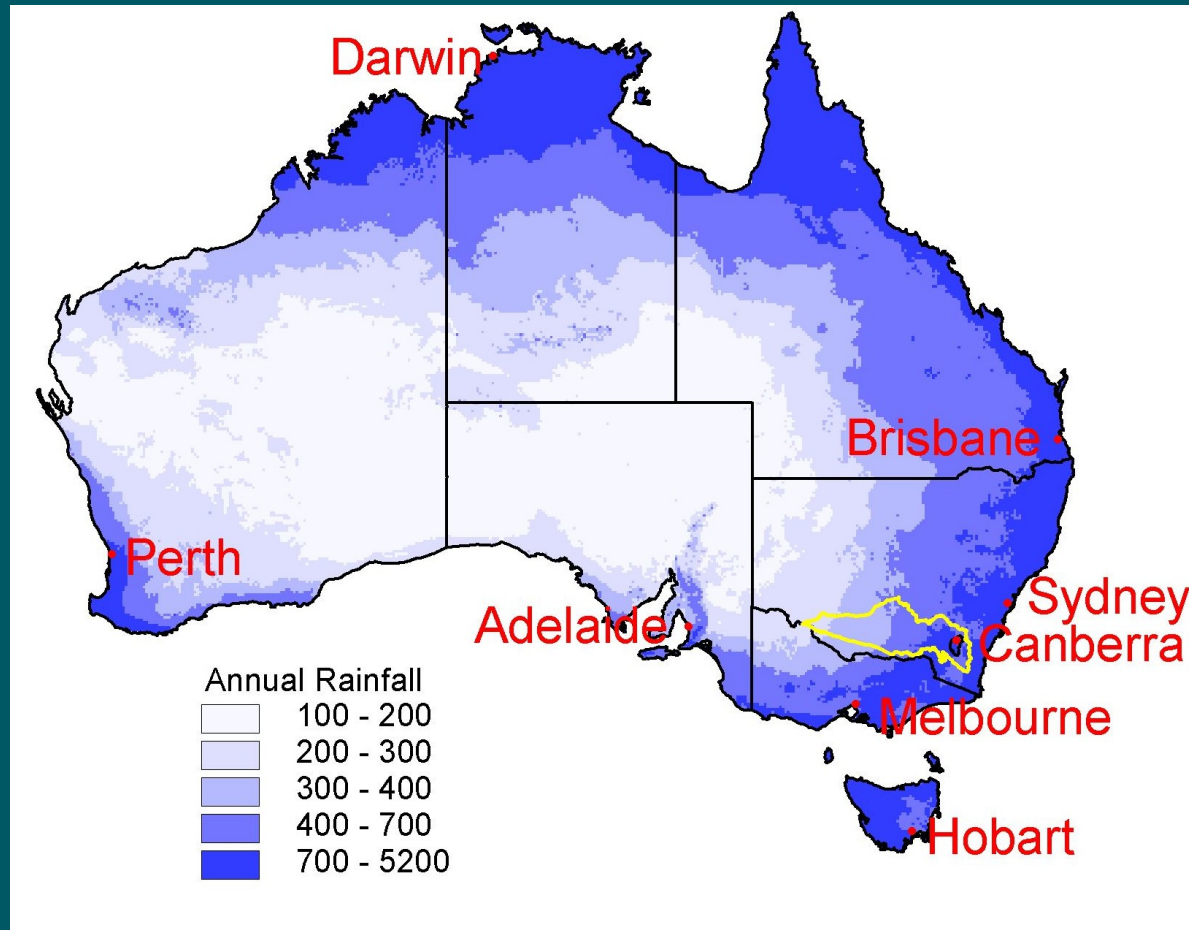 Darwin
Brisbane
Perth
Sydney
Adelaide
Canberra
Melbourne
Hobart
Annual Rainfall
100 - 200
200 - 300
300 - 400
400 - 700
700 - 5200